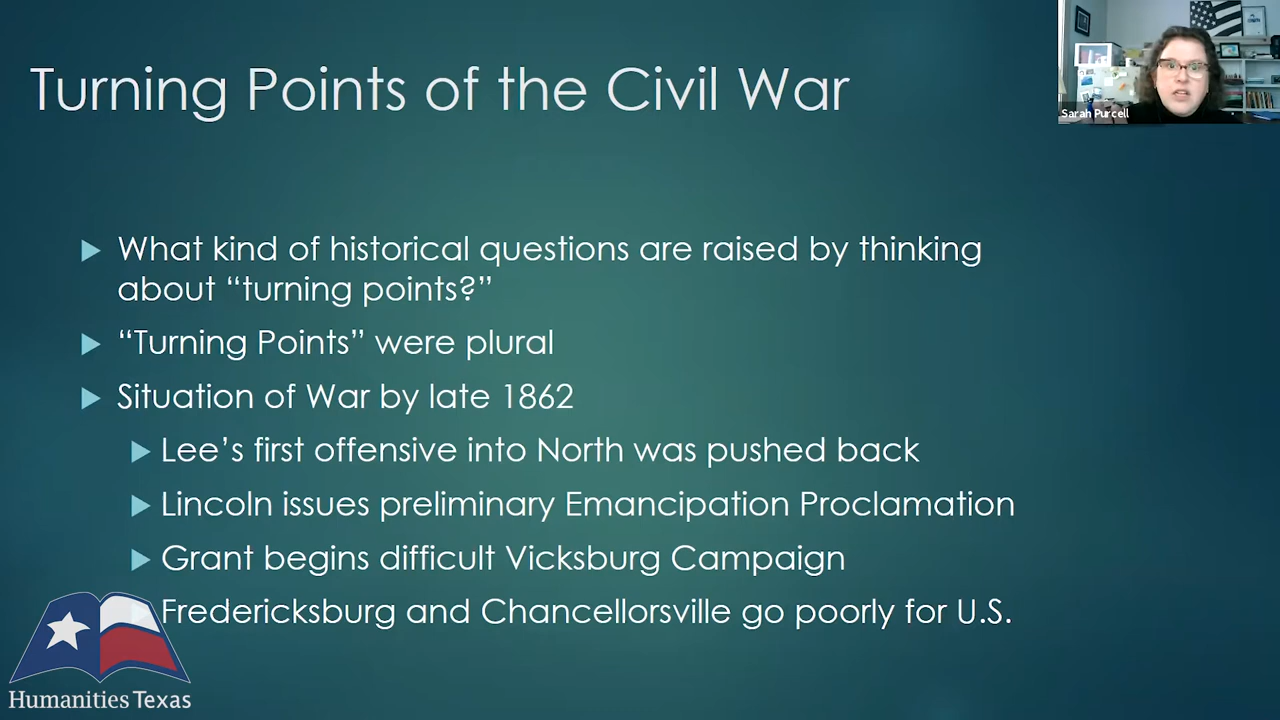 Turning Points of the Civil War
Sarah Purcell
What kind of historical questions are raised by thinking
about “turning points?”
“Turning Points” were plural
Situation of War by late 1862
Lee’s first offensive into North was pushed back
Lincoln issues preliminary Emancipation Proclamation
Grant begins difficult Vicksburg Campaign
Fredericksburg and Chancellorsville go poorly for U.S.
Humanities Texas